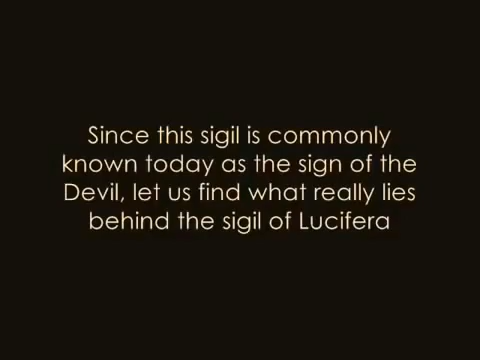 Since this sigil is commonly
known today as the sign of the
Devil, let us find what really lies
behind the sigil of Lucifera